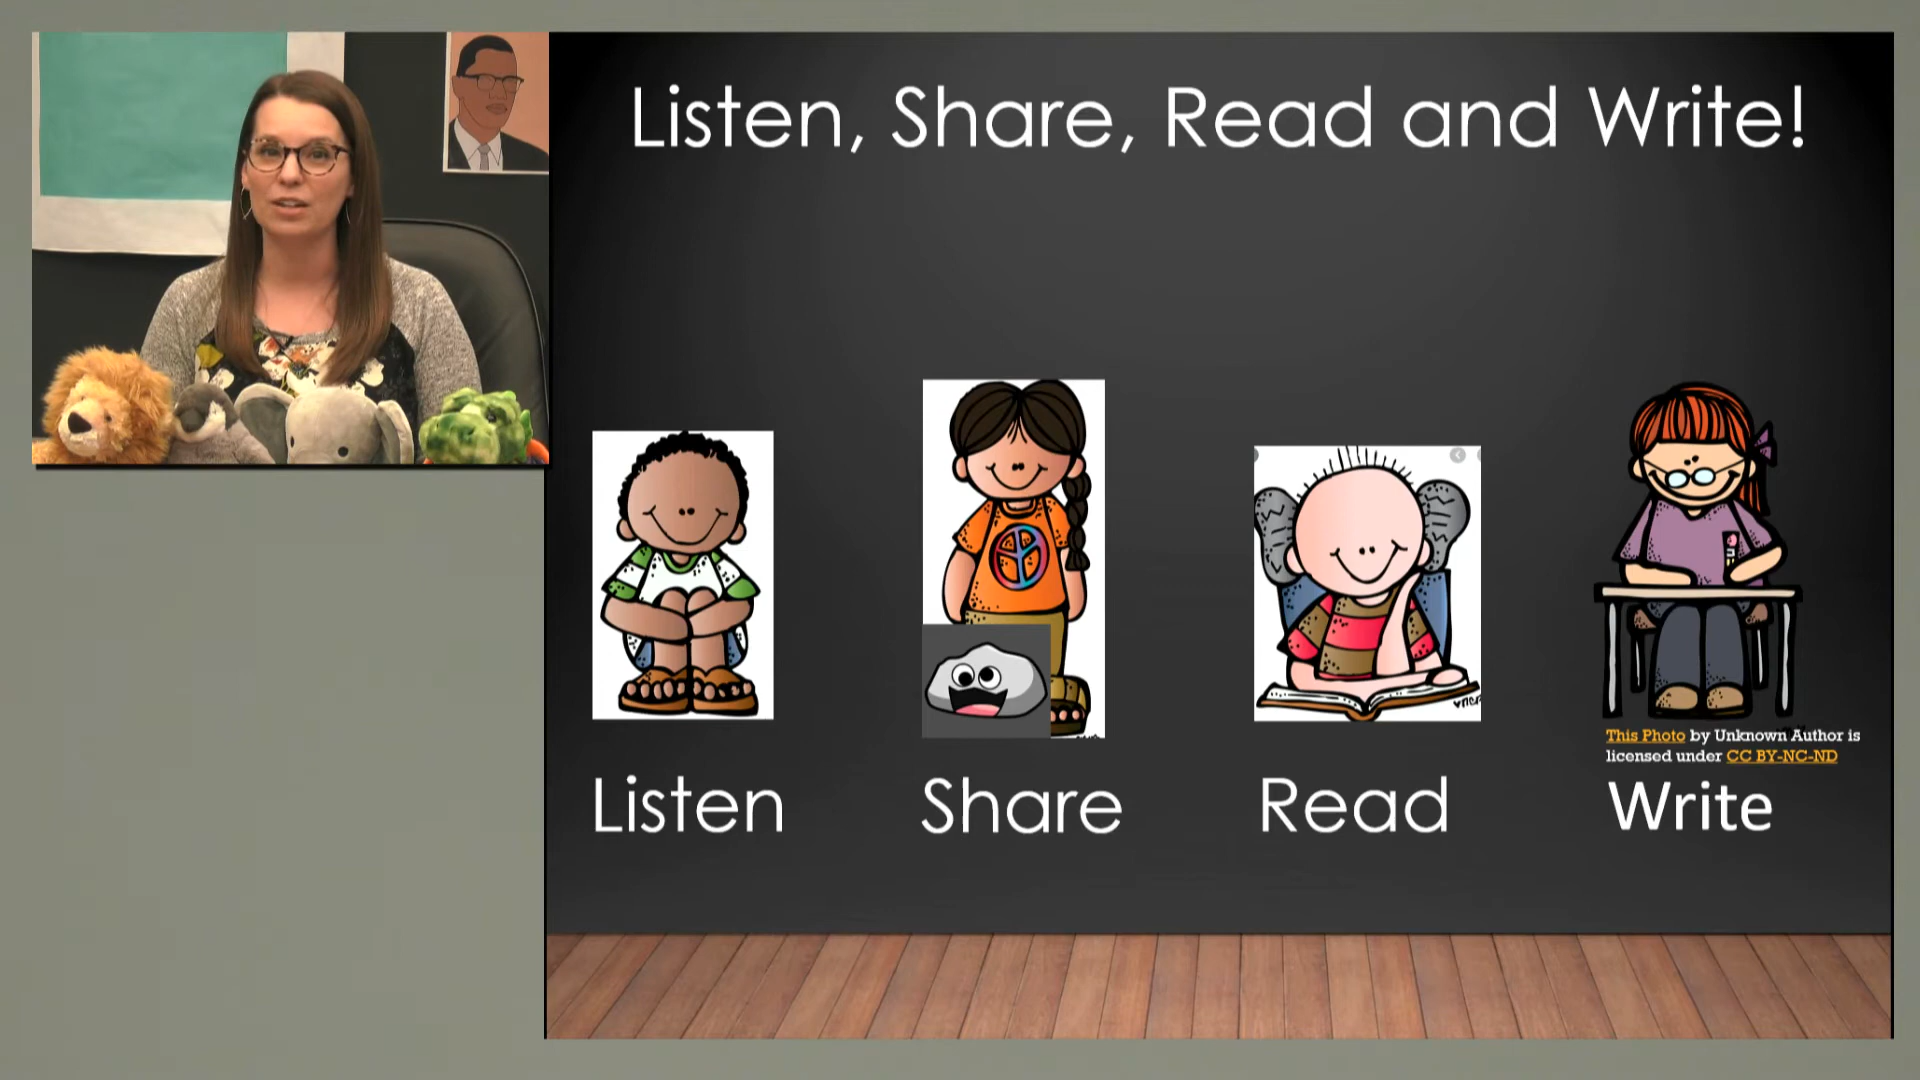 Listen, Share, Read and Write!
This Photo by Unknown Author is
licensed under CC BY-NC-ND
Listen
Share
Read
Write